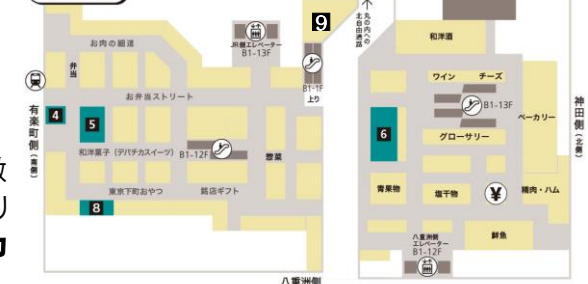 9
丸の内への
北自由通路
JR側エレベーター
B1-13F
お肉の細道
和洋酒
弁当
B1-1F
上り
お弁当ストリート
ワイン
チーズ
B1-13F
ベーカリー
神田側（北側）
有楽町側（南側）
4
5
6
グローサリー
和洋菓子（デパチカスイーツ）
B1-12F
惣菜
東京下町おやつ
銘店ギフト
8
青果物
塩干物
¥
精肉・ハム
八重洲側
エレベーター
B1-12F
鮮魚
八重洲側
り